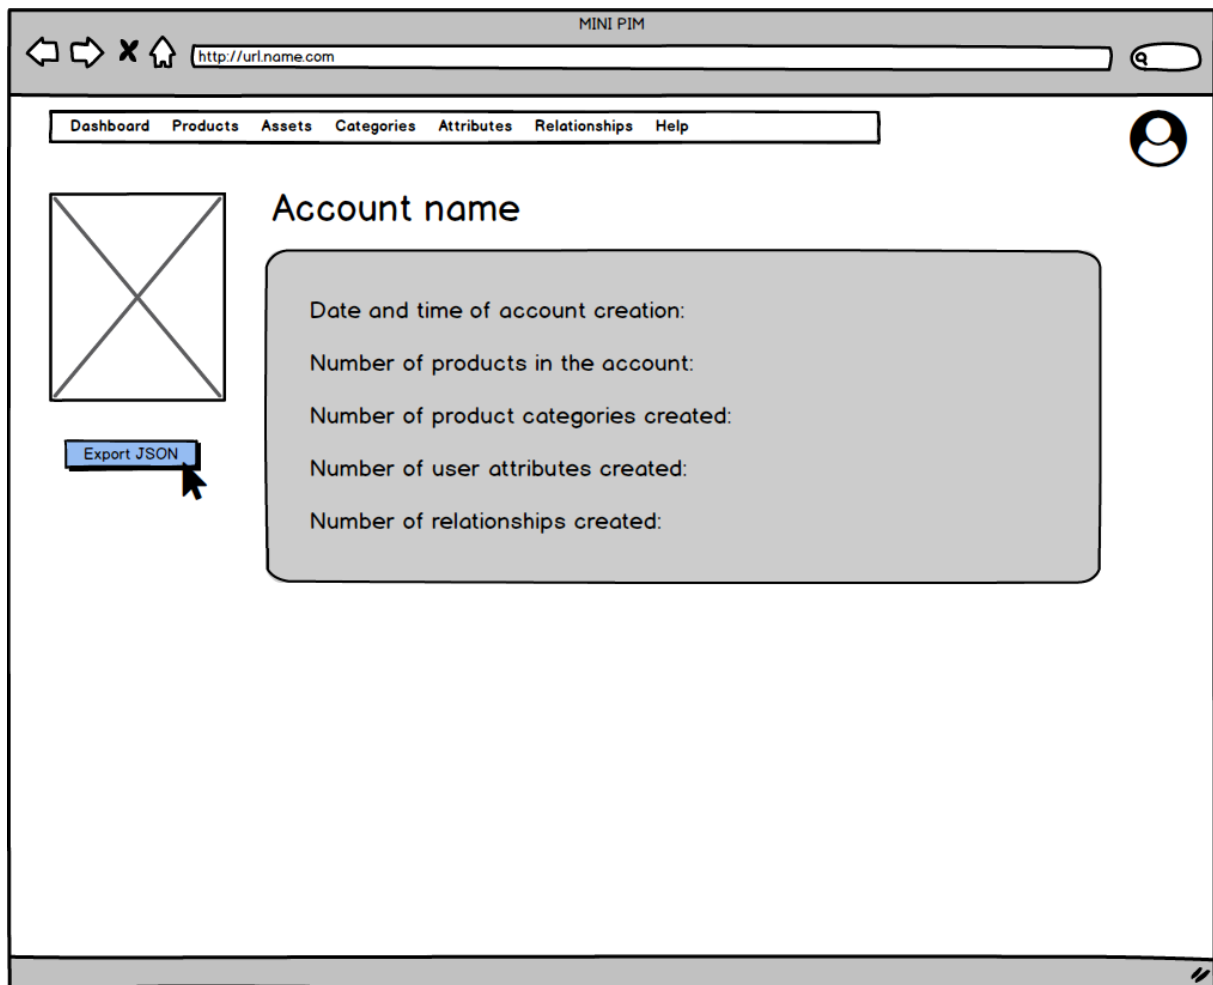 MINI PIM
http://url.name.com
Dashboard Products Assets Categories Attributes Relationships Help
Account name
Date and time of account creation:
Number of products in the account:
Number of product categories created:
Export JSON
Number of user attributes created:
Number of relationships created: